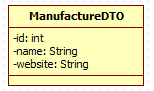 ManufactureDTO
-id: int
-name: String
-website: String